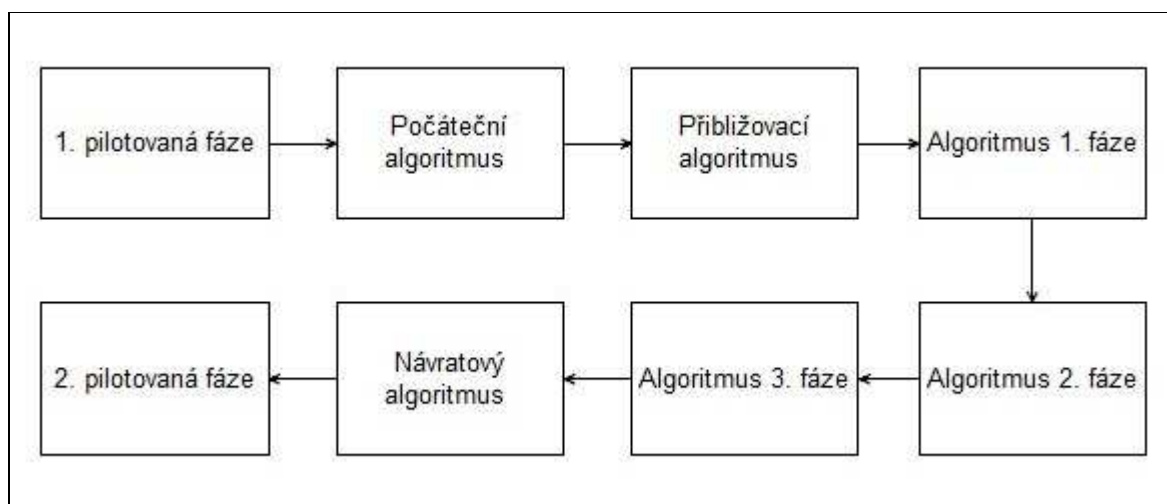 1. pilotovaná fáze
Počáteční
algoritmus
Přibližovací
algoritmus
Algoritmus 1. fáze
2. pilotovaná fáze
Návratový
algoritmus
Algoritmus 3. fáze
Algoritmus 2. fáze